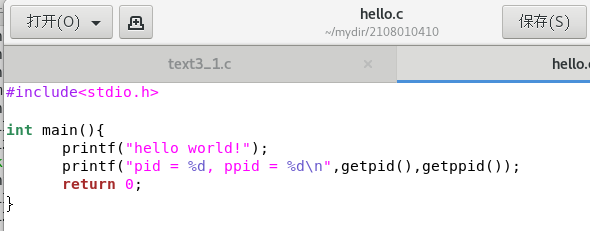 打开(O)
hello.c
~/mydir/2108010410
保存(S)
text3_1.c ×
hello.
#include<stdio.h>
int main(){
printf("hello world!");
printf("pid = %d, ppid = %d\n",getpid(),getppid());
return 0;
}